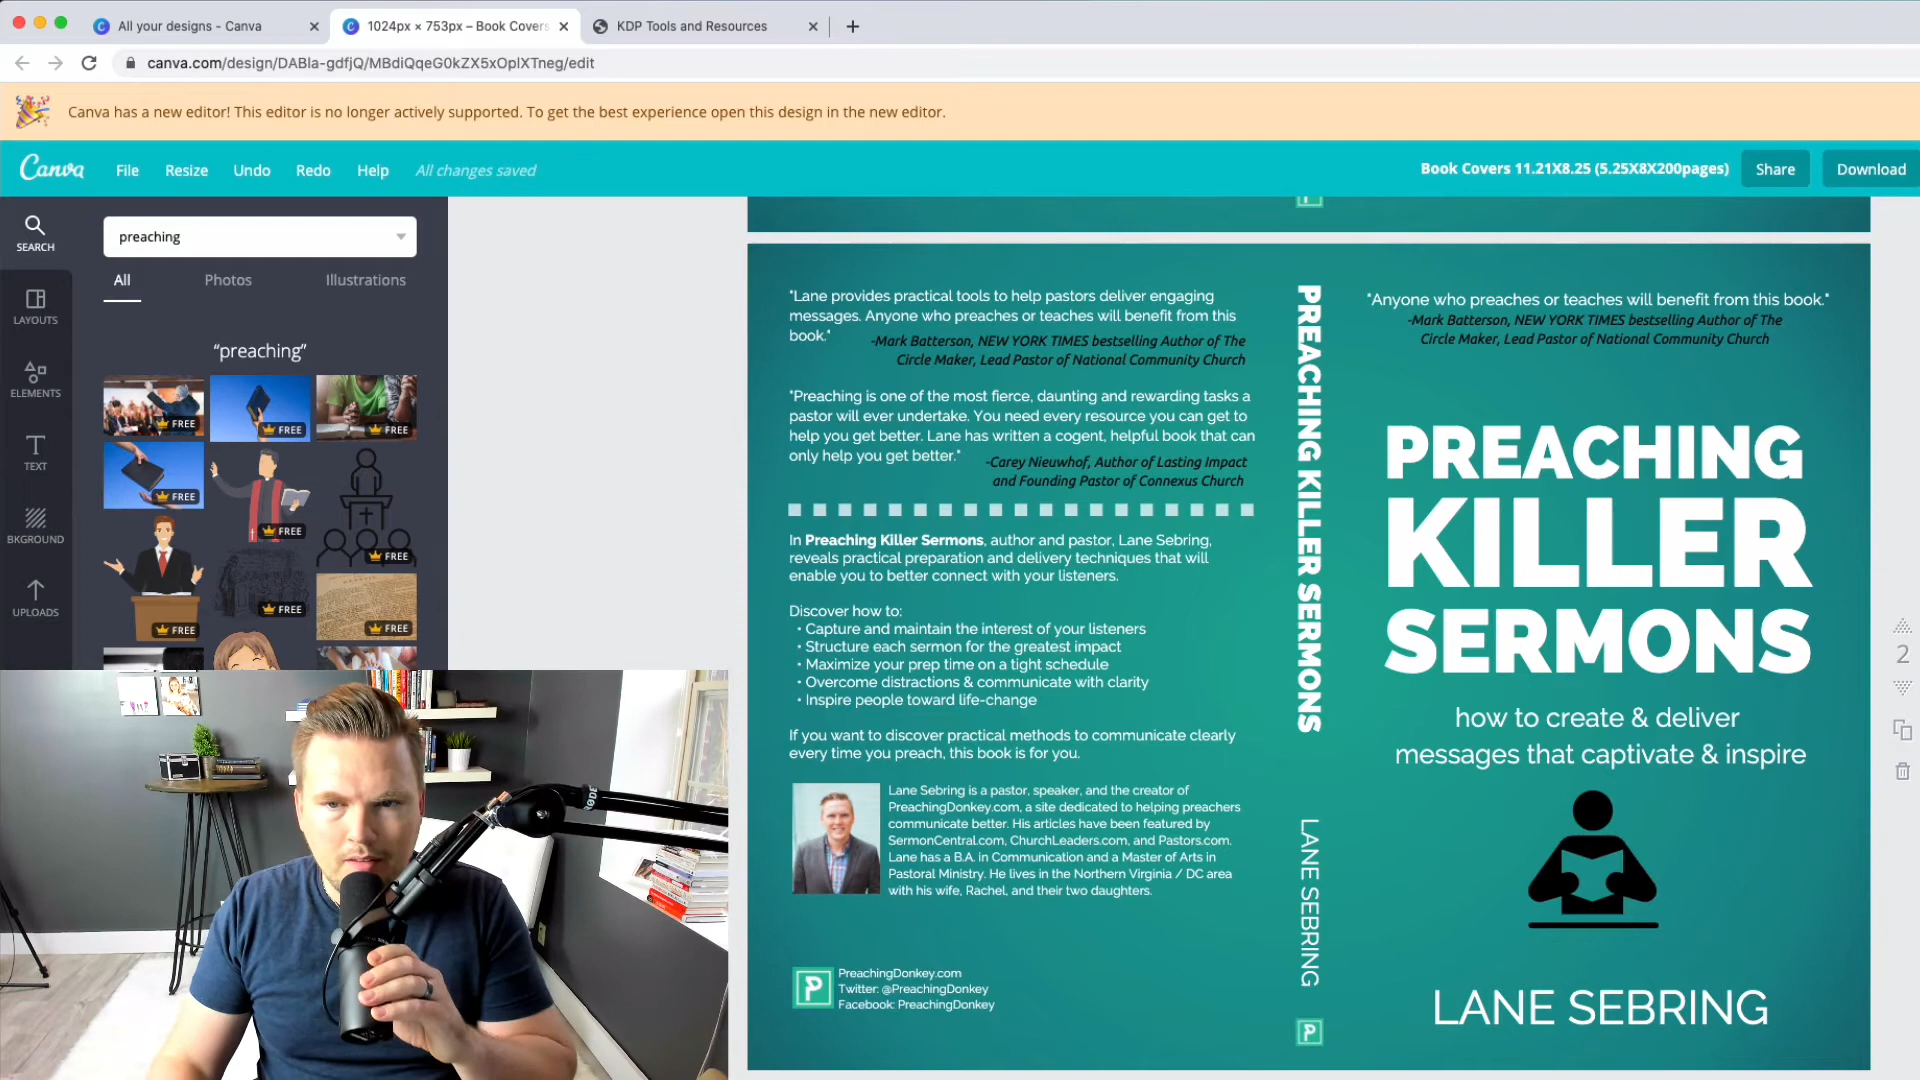 All your designs - Canva
1024px × 753px – Book Covers
KDP Tools and Resources
canva.com/design/DABla-gdfjQ/MBdiQqeG0kZX5xOplXTneg/edit
Canva has a new editor! This editor is no longer actively supported. To get the best experience open this design in the new editor.
Canva
File
Resize
Undo
Redo
Help
All changes saved
Book Covers 11.21X8.25 (5.25X8X200pages)
Share
Download
SEARCH
LAYOUTS
ELEMENTS
TEXT
BKGROUND
UPLOADS
preaching
All
Photos
Illustrations
“preaching”
FREE
FREE
FREE
FREE
FREE
FREE
FREE
FREE
FREE
"Lane provides practical tools to help pastors deliver engaging
messages. Anyone who preaches or teaches will benefit from this
book."
-Mark Batterson, NEW YORK TIMES bestselling Author of The
Circle Maker, Lead Pastor of National Community Church
"Preaching is one of the most fierce, daunting and rewarding tasks a
pastor will ever undertake. You need every resource you can get to
help you get better. Lane has written a cogent, helpful book that can
only help you get better."
-Carey Nieuwhof, Author of Lasting Impact
and Founding Pastor of Connexus Church
In Preaching Killer Sermons, author and pastor, Lane Sebring,
reveals practical preparation and delivery techniques that will
enable you to better connect with your listeners.
Discover how to:
• Capture and maintain the interest of your listeners
• Structure each sermon for the greatest impact
• Maximize your prep time on a tight schedule
• Overcome distractions & communicate with clarity
• Inspire people toward life-change
If you want to discover practical methods to communicate clearly
every time you preach, this book is for you.
Lane Sebring is a pastor, speaker, and the creator of
PreachingDonkey.com, a site dedicated to helping preachers
communicate better. His articles have been featured by
SermonCentral.com, ChurchLeaders.com, and Pastors.com.
Lane has a B.A. in Communication and a Master of Arts in
Pastoral Ministry. He lives in the Northern Virginia / DC area
with his wife, Rachel, and their two daughters.
P
PreachingDonkey.com
Twitter: @PreachingDonkey
Facebook: PreachingDonkey
PREACHING KILLER SERMONS
LANE SEBRING
P
"Anyone who preaches or teaches will benefit from this book."
-Mark Batterson, NEW YORK TIMES bestselling Author of The
Circle Maker, Lead Pastor of National Community Church
PREACHING
KILLER
SERMONS
how to create & deliver
messages that captivate & inspire
LANE SEBRING
2
RØDE